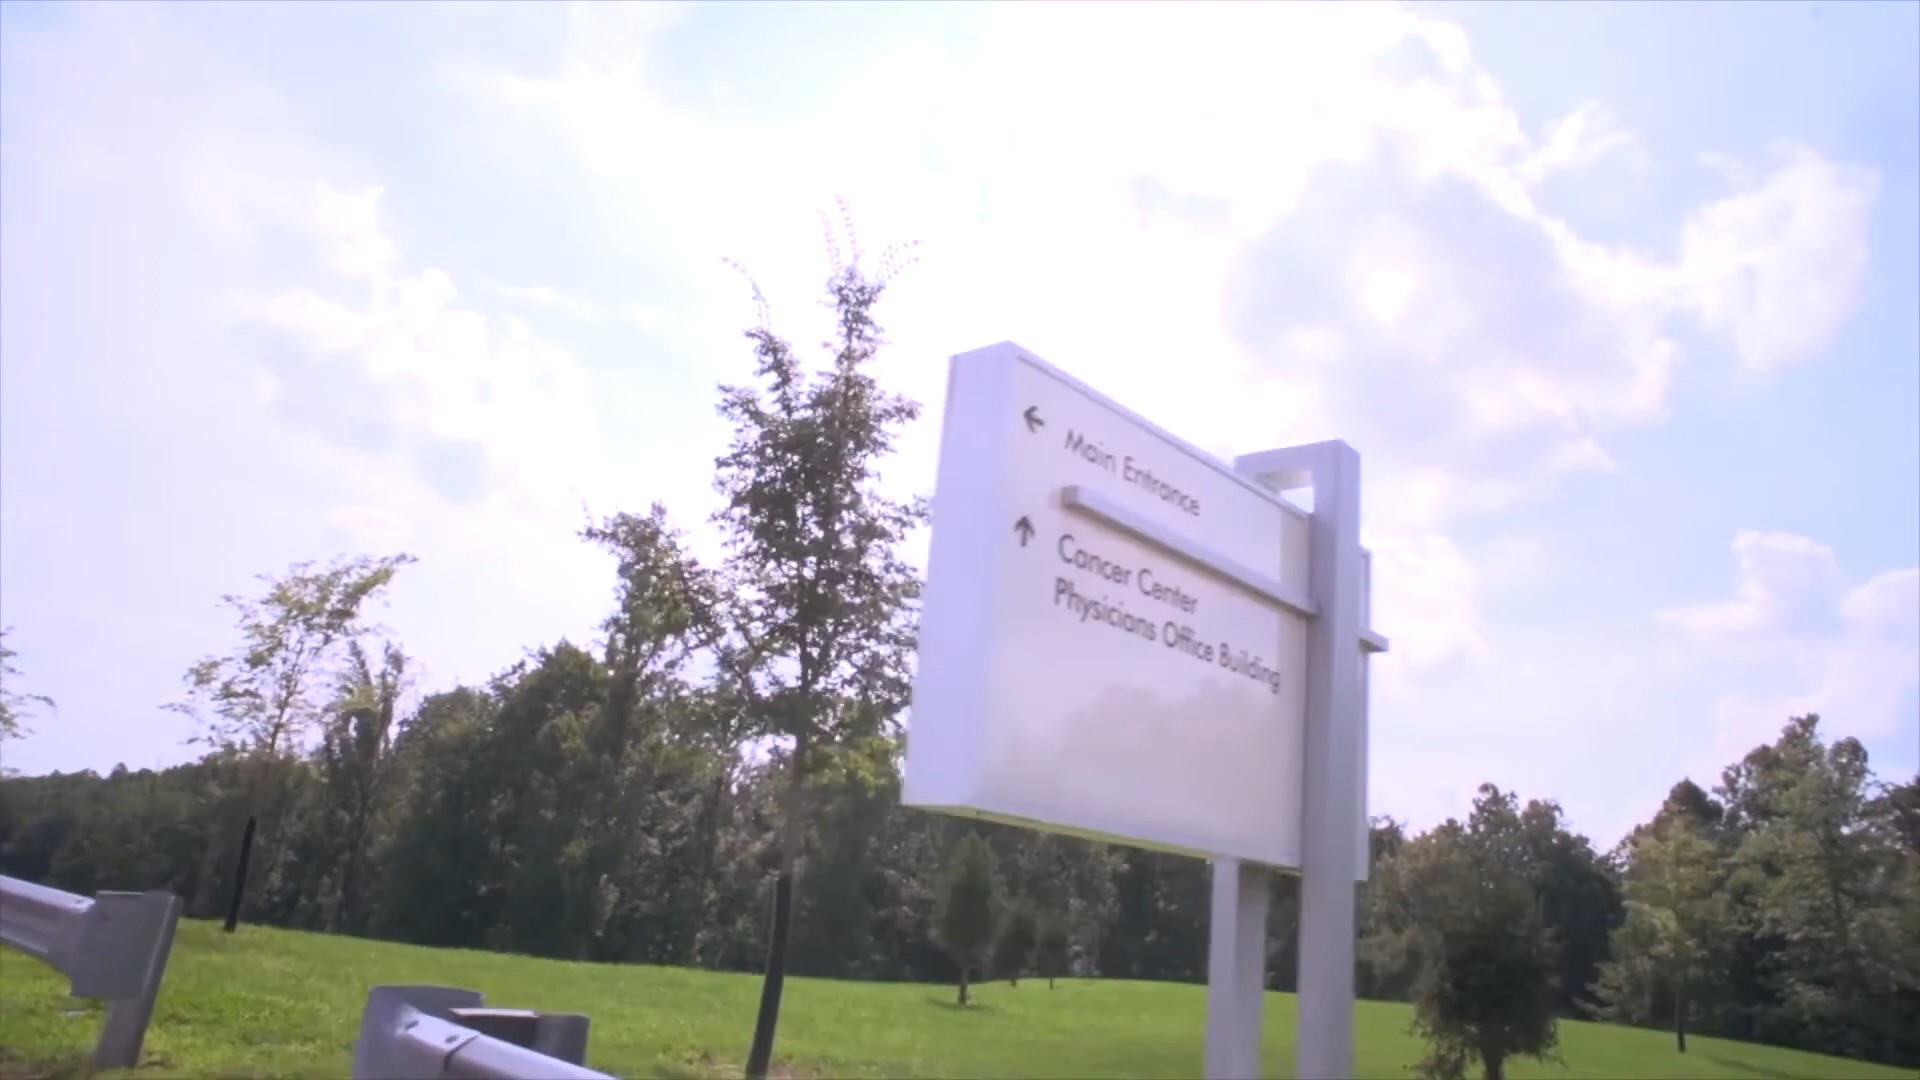 ← Main Entrance
↑ Cancer Center
Physicians Office Building